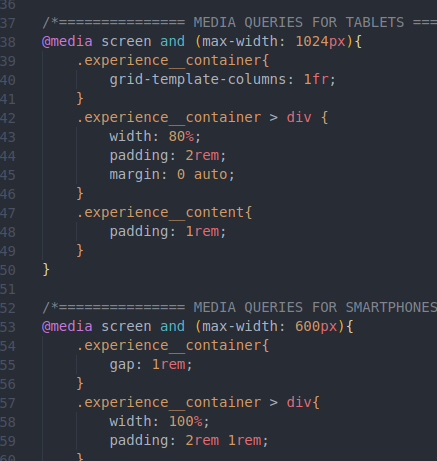 36
37 /*=============== MEDIA QUERIES FOR TABLETS ===
38 @media screen and (max-width: 1024px){
39 .experience__container{
40 grid-template-columns: 1fr;
41 }
42 .experience__container > div {
43 width: 80%;
44 padding: 2rem;
45 margin: 0 auto;
46 }
47 .experience__content{
48 padding: 1rem;
49 }
50 }
51
52 /*=============== MEDIA QUERIES FOR SMARTPHONES
53 @media screen and (max-width: 600px){
54 .experience__container{
55 gap: 1rem;
56 }
57 .experience__container > div{
58 width: 100%;
59 padding: 2rem 1rem;
60 }